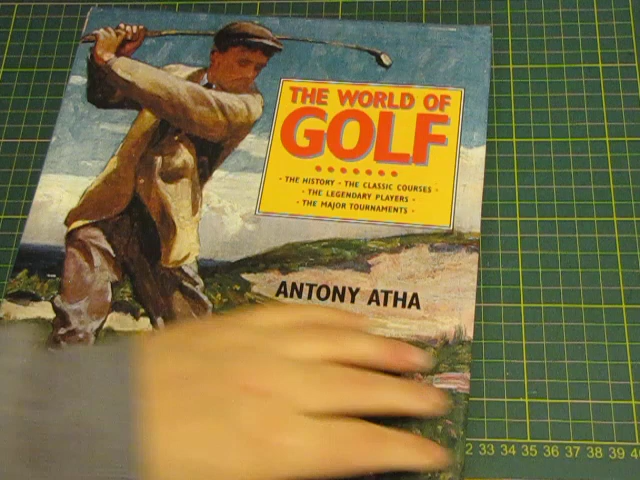 THE WORLD OF
GOLF
• THE HISTORY • THE CLASSIC COURSES •
• THE LEGENDARY PLAYERS •
• THE MAJOR TOURNAMENTS •
ANTONY ATHA
2 33 34 35 36 37 38 39 4